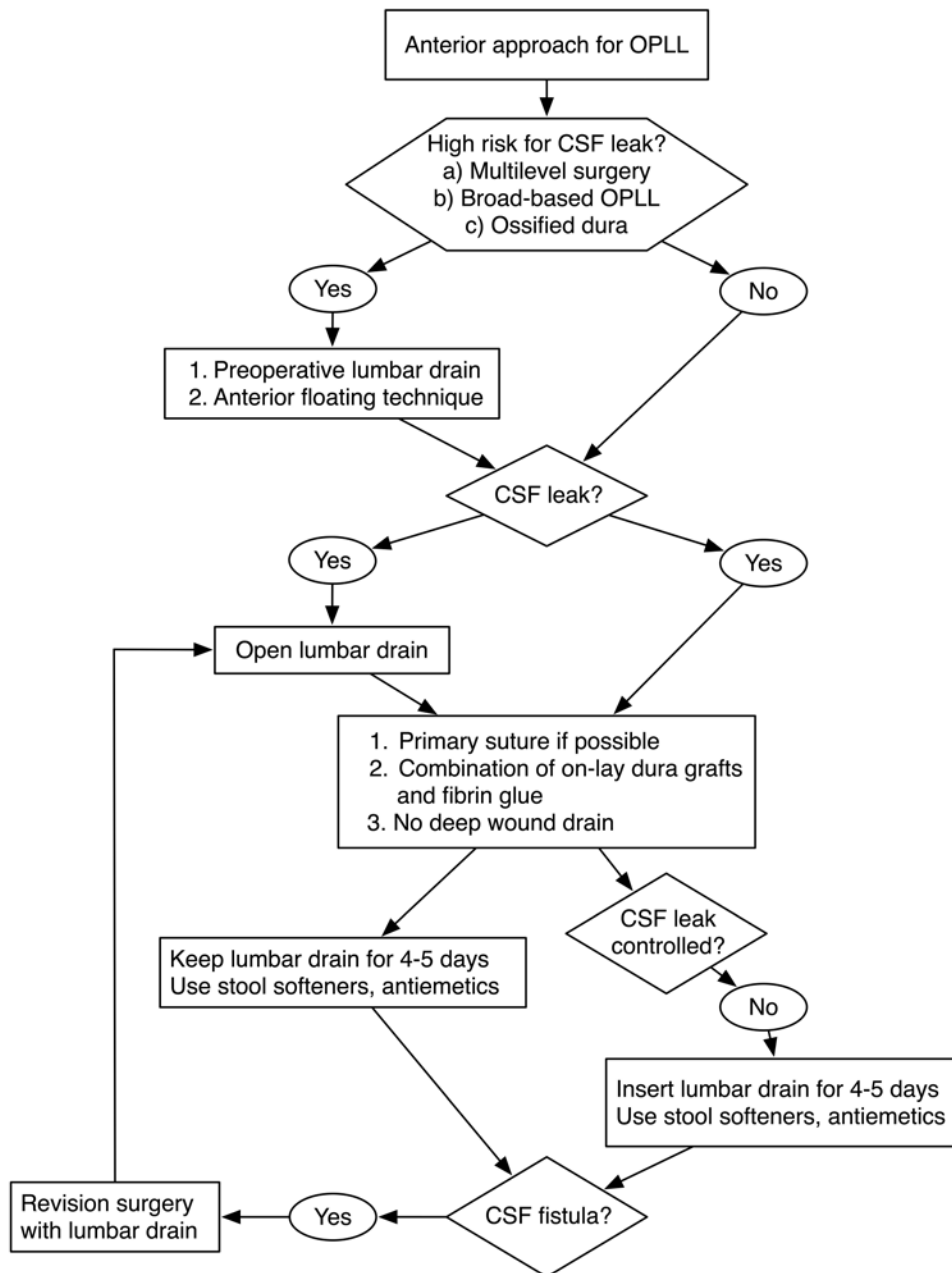 Anterior approach for OPLL
High risk for CSF leak?
a) Multilevel surgery
b) Broad-based OPLL
c) Ossified dura
Yes
No
1. Preoperative lumbar drain
2. Anterior floating technique
CSF leak?
Yes
Yes
Open lumbar drain
1. Primary suture if possible
2. Combination of on-lay dura grafts
and fibrin glue
3. No deep wound drain
CSF leak
controlled?
Keep lumbar drain for 4-5 days
Use stool softeners, antiemetics
No
Insert lumbar drain for 4-5 days
Use stool softeners, antiemetics
CSF fistula?
Yes
Revision surgery
with lumbar drain